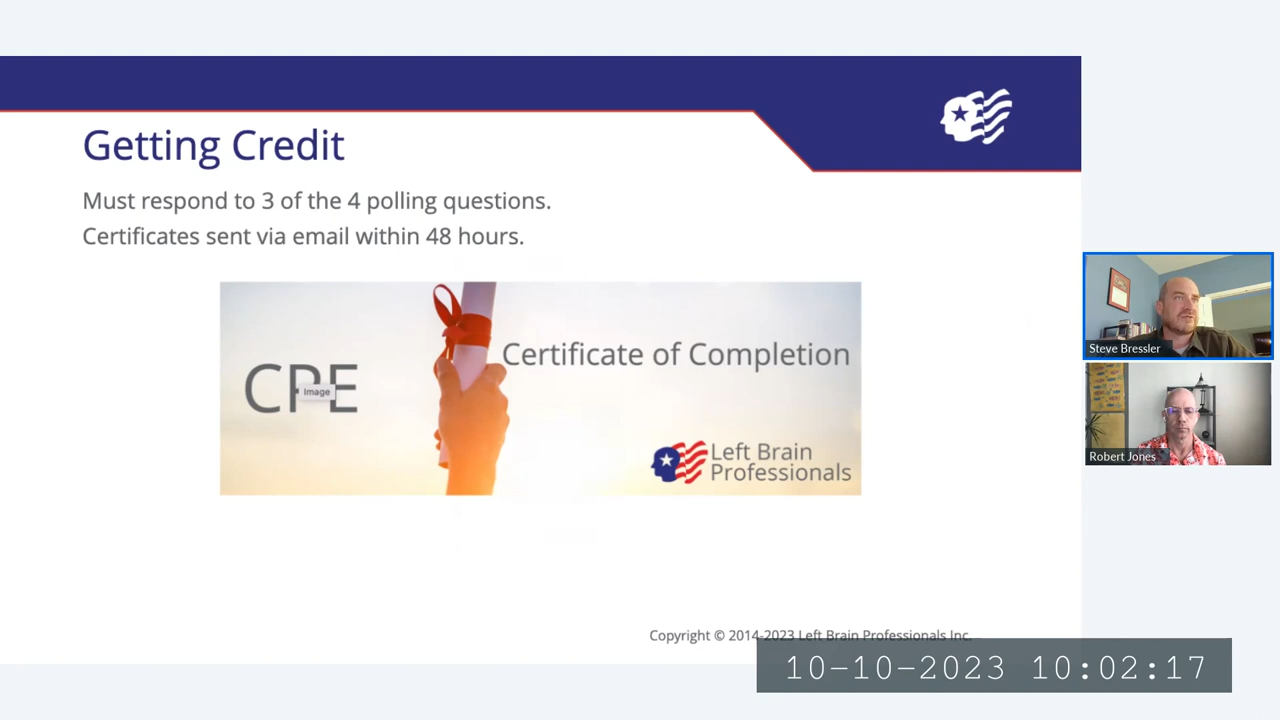 Getting Credit
Must respond to 3 of the 4 polling questions.
Certificates sent via email within 48 hours.
CPE
Image
Certificate of Completion
Left Brain
Professionals
Steve Bressler
Robert Jones
Copyright © 2014-2023 Left Brain Professionals Inc.
10-10-2023 10:02:17